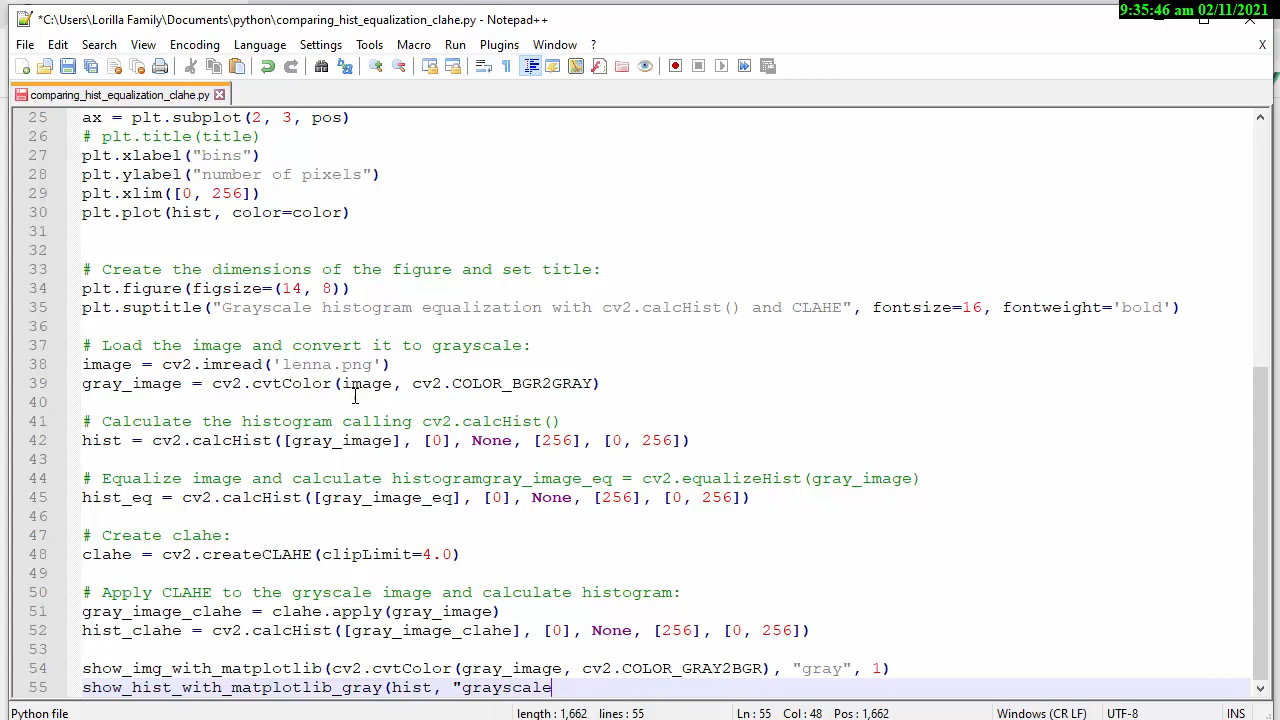 9:35:46 am 02/11/2021
*C:\Users\Lorilla Family\Documents\python\comparing_hist_equalization_clahe.py - Notepad++
File Edit Search View Encoding Language Settings Tools Macro Run Plugins Window ? X
comparing_hist_equalization_clahe.py
25 ax = plt.subplot(2, 3, pos)
26 # plt.title(title)
27 plt.xlabel("bins")
28 plt.ylabel("number of pixels")
29 plt.xlim([0, 256])
30 plt.plot(hist, color=color)
31
32
33 # Create the dimensions of the figure and set title:
34 plt.figure(figsize=(14, 8))
35 plt.suptitle("Grayscale histogram equalization with cv2.calcHist() and CLAHE", fontsize=16, fontweight='bold')
36
37 # Load the image and convert it to grayscale:
38 image = cv2.imread('lenna.png')
39 gray_image = cv2.cvtColor(image, cv2.COLOR_BGR2GRAY)
40
41 # Calculate the histogram calling cv2.calcHist()
42 hist = cv2.calcHist([gray_image], [0], None, [256], [0, 256])
43
44 # Equalize image and calculate histogramgray_image_eq = cv2.equalizeHist(gray_image)
45 hist_eq = cv2.calcHist([gray_image_eq], [0], None, [256], [0, 256])
46
47 # Create clahe:
48 clahe = cv2.createCLAHE(clipLimit=4.0)
49
50 # Apply CLAHE to the gryscale image and calculate histogram:
51 gray_image_clahe = clahe.apply(gray_image)
52 hist_clahe = cv2.calcHist([gray_image_clahe], [0], None, [256], [0, 256])
53
54 show_img_with_matplotlib(cv2.cvtColor(gray_image, cv2.COLOR_GRAY2BGR), "gray", 1)
55 show_hist_with_matplotlib_gray(hist, "grayscale
Python file length : 1,662 lines : 55 Ln : 55 Col : 48 Pos : 1,662 Windows (CR LF) UTF-8 INS